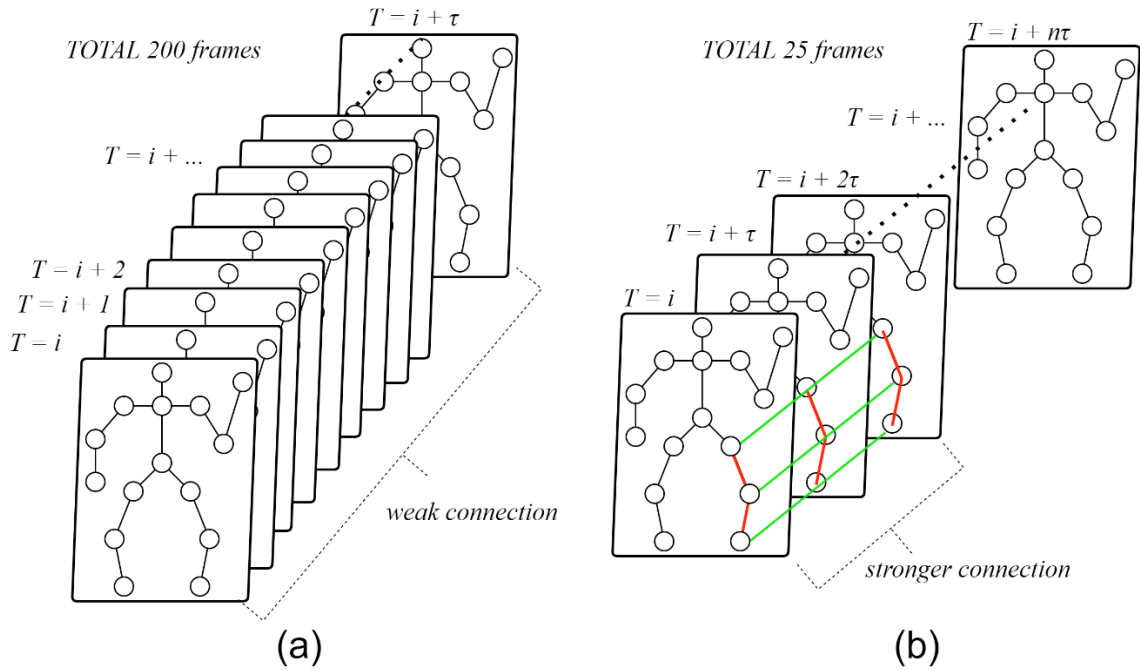 T = i + τ
TOTAL 200 frames
T = i + ...
T = i + 2
T = i + 1
T = i
weak connection
(a)
T = i + nτ
TOTAL 25 frames
T = i + ...
T = i + 2τ
T = i + τ
T = i
stronger connection
(b)